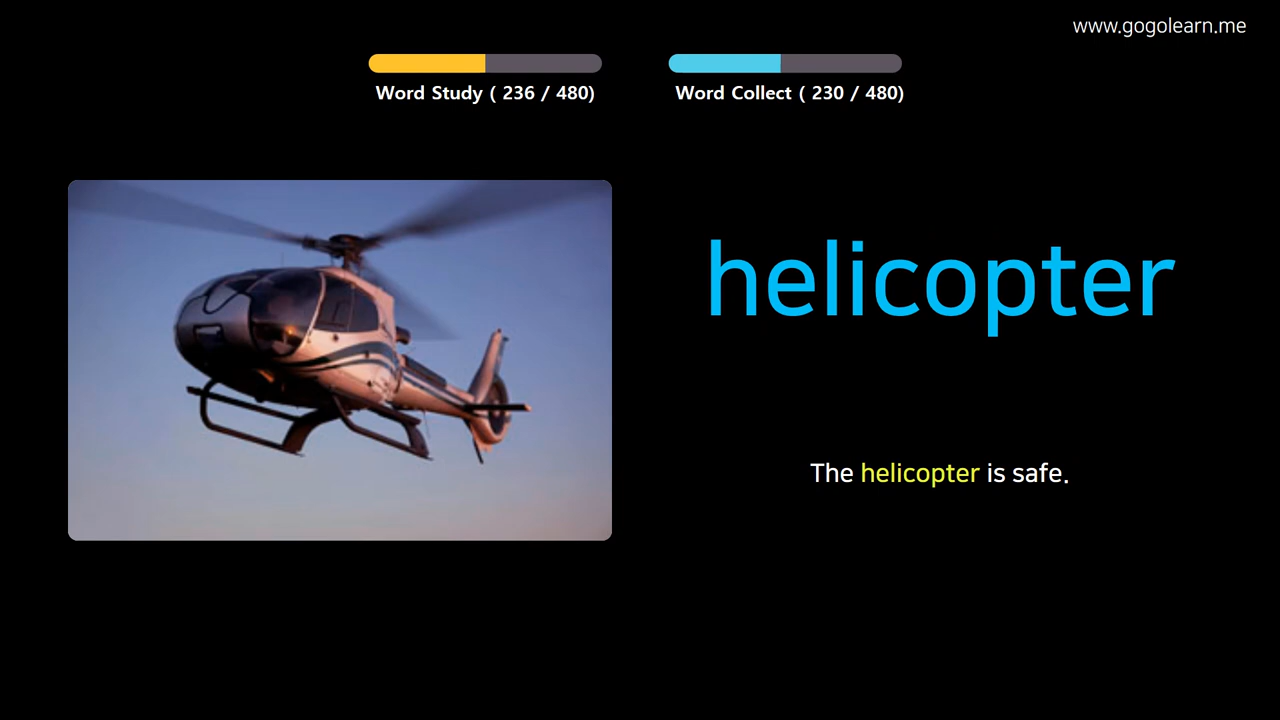 www.gogolearn.me
Word Study ( 236 / 480)
Word Collect ( 230 / 480)
helicopter
The helicopter is safe.